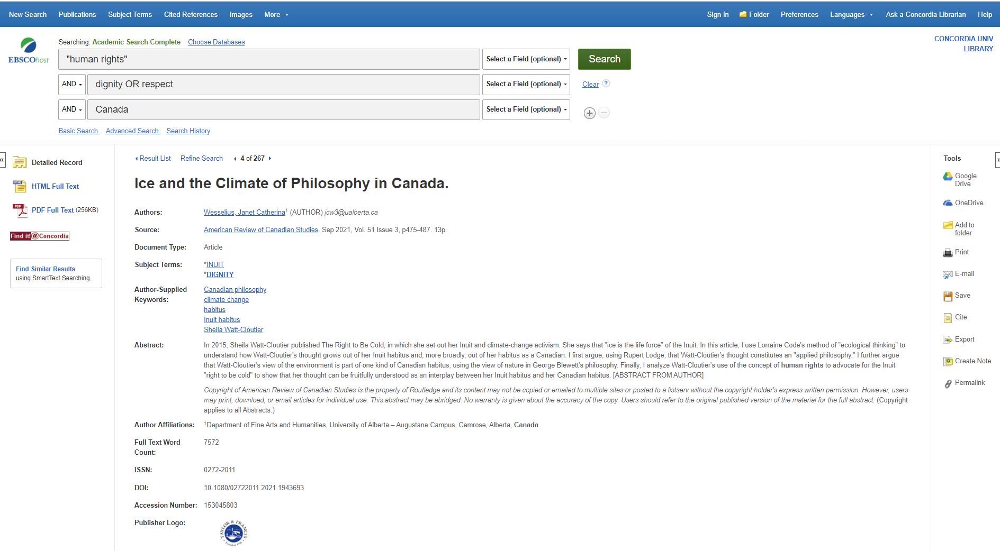 New Search Publications Subject Terms Cited References Images More Sign In Folder Preferences Languages Ask a Concordia Librarian Help
Searching: Academic Search Complete Choose Databases
CONCORDIA UNIV
LIBRARY
EBSCOhost
"human rights" Select a Field (optional) Search
AND dignity OR respect Select a Field (optional) Clear ?
AND Canada Select a Field (optional)
Basic Search Advanced Search Search History
«
Detailed Record
HTML Full Text
PDF Full Text (256KB)
Find it!@Concordia
Find Similar Results
using SmartText Searching.
Result List Refine Search 4 of 267
Ice and the Climate of Philosophy in Canada.
Authors: Wesselius, Janet Catherina1 (AUTHOR) jcw3@ualberta.ca
Source: American Review of Canadian Studies. Sep 2021, Vol. 51 Issue 3, p475-487. 13p.
Document Type: Article
Subject Terms: *INUIT
*DIGNITY
Author-Supplied Keywords: Canadian philosophy
climate change
habitus
Inuit habitus
Sheila Watt-Cloutier
Abstract: In 2015, Sheila Watt-Cloutier published The Right to Be Cold, in which she set out her Inuit and climate-change activism. She says that "ice is the life force" of the Inuit. In this article, I use Lorraine Code's method of "ecological thinking" to
understand how Watt-Cloutier's thought grows out of her Inuit habitus and, more broadly, out of her habitus as a Canadian. I first argue, using Rupert Lodge, that Watt-Cloutier's thought constitutes an "applied philosophy." I further argue
that Watt-Cloutier's view of the environment is part of one kind of Canadian habitus, using the view of nature in George Blewett's philosophy. Finally, I analyze Watt-Cloutier's use of the concept of human rights to advocate for the Inuit
"right to be cold" to show that her thought can be fruitfully understood as an interplay between her Inuit habitus and her Canadian habitus. [ABSTRACT FROM AUTHOR]
Copyright of American Review of Canadian Studies is the property of Routledge and its content may not be copied or emailed to multiple sites or posted to a listserv without the copyright holder's express written permission. However, users
may print, download, or email articles for individual use. This abstract may be abridged. No warranty is given about the accuracy of the copy. Users should refer to the original published version of the material for the full abstract. (Copyright
applies to all Abstracts.)
Author Affiliations: 1Department of Fine Arts and Humanities, University of Alberta – Augustana Campus, Camrose, Alberta, Canada
Full Text Word Count: 7572
ISSN: 0272-2011
DOI: 10.1080/02722011.2021.1943693
Accession Number: 153045803
Publisher Logo:
TAYLOR & FRANCIS
Tools
»
Google
Drive
OneDrive
Add to
folder
Print
E-mail
Save
Cite
Export
Create Note
Permalink